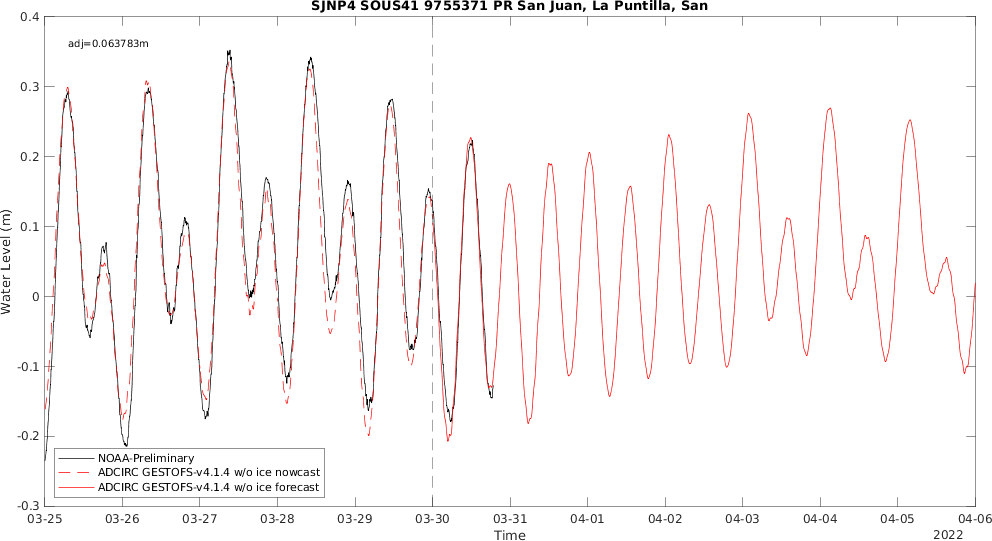 SJNP4 SOUS41 9755371 PR San Juan, La Puntilla, San
adj=0.063783m
Water Level (m)
0.4
0.3
0.2
0.1
0
-0.1
-0.2
-0.3
NOAA-Preliminary
ADCIRC GESTOFS-v4.1.4 w/o ice nowcast
ADCIRC GESTOFS-v4.1.4 w/o ice forecast
03-25 03-26 03-27 03-28 03-29 03-30 03-31 04-01 04-02 04-03 04-04 04-05 04-06
Time
2022